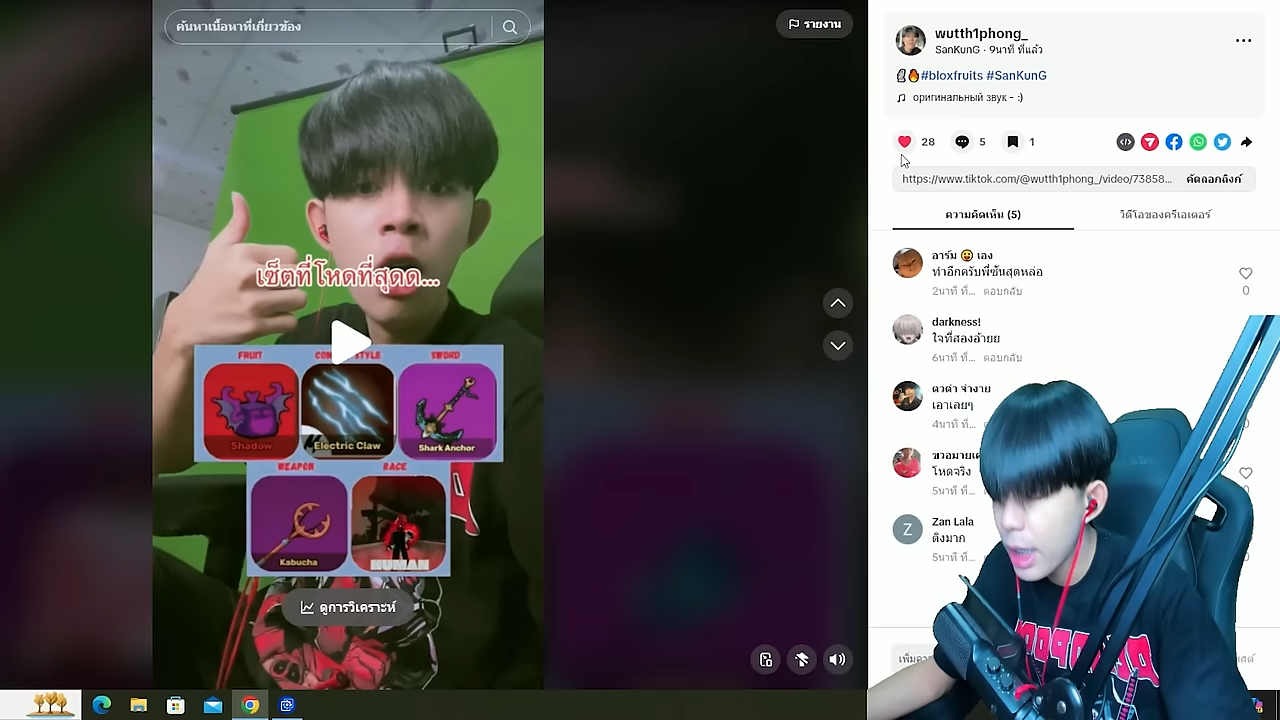 ค้นหาเนื้อหาที่เกี่ยวข้อง
รายงาน
เซ็ตที่โหดที่สุดด...
FRUIT
SWORD
Shadow
Electric Claw
Shark Anchor
WEAPON
RACE
Kabucha
HUMAN
ดูการวิเคราะห์
wutth1phong_
SanKunG · 9นาที ที่แล้ว
#bloxfruits #SanKunG
оригинальный звук - :)
28
5
1
https://www.tiktok.com/@wutth1phong_/video/73858...
คัดลอกลิงก์
ความคิดเห็น (5)
วิดีโอของครีเอเตอร์
อาร์ม 😛 เอง
ทำอีกครับพี่ซันสุดหล่อ
2นาที ที่... ตอบกลับ
0
darkness!
ใจที่สองอ้ายย
6นาที ที่... ตอบกลับ
เอาเลยๆ
4นาที ที่...
โหดจริง
5นาที ที่...
Z
Zan Lala
ตึงมาก
5นาที ที่...